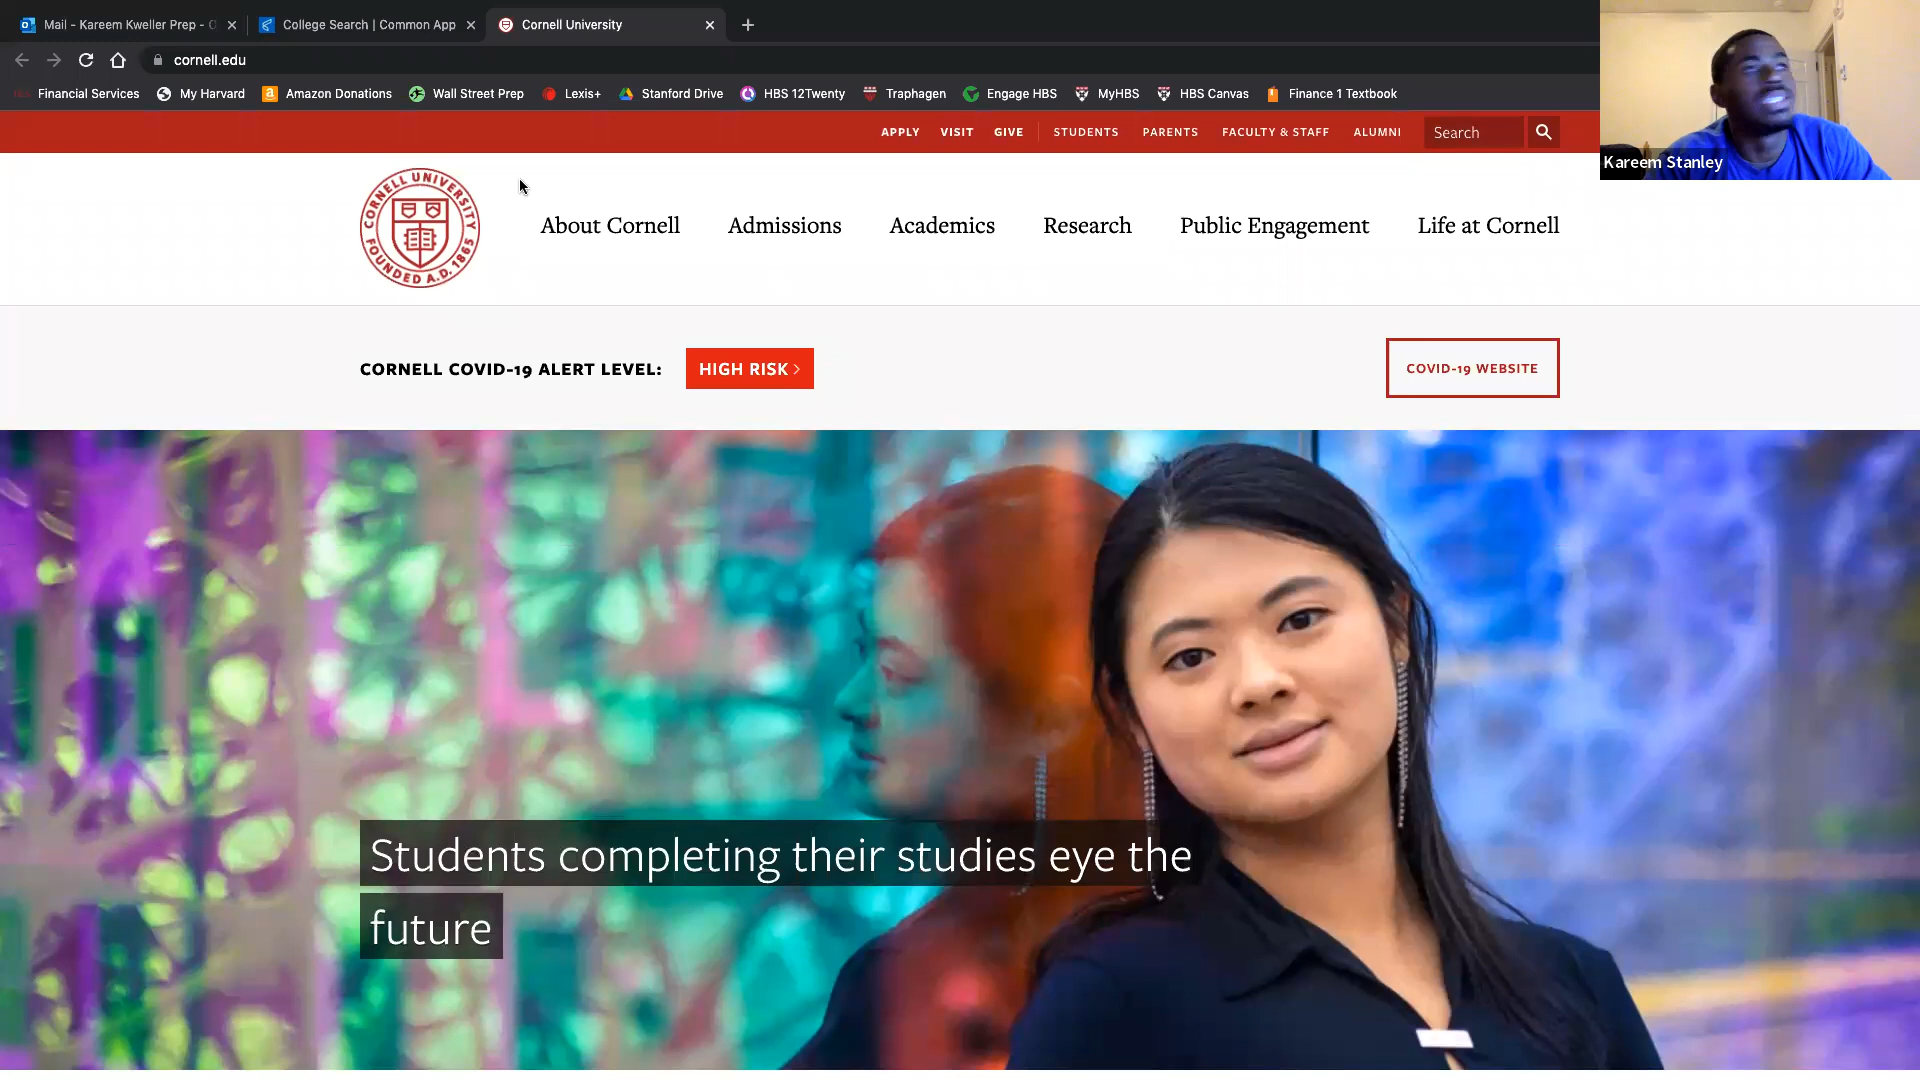 Mail - Kareem Kweller Prep -
College Search | Common App
Cornell University
cornell.edu
Financial Services
My Harvard
Amazon Donations
Wall Street Prep
Lexis+
Stanford Drive
HBS 12Twenty
Traphagen
Engage HBS
MyHBS
HBS Canvas
Finance 1 Textbook
APPLY
VISIT
GIVE
STUDENTS
PARENTS
FACULTY & STAFF
ALUMNI
Search
Kareem Stanley
CORNELL UNIVERSITY
FOUNDED A.D. 1865
About Cornell
Admissions
Academics
Research
Public Engagement
Life at Cornell
CORNELL COVID-19 ALERT LEVEL:
HIGH RISK >
COVID-19 WEBSITE
Students completing their studies eye the
future